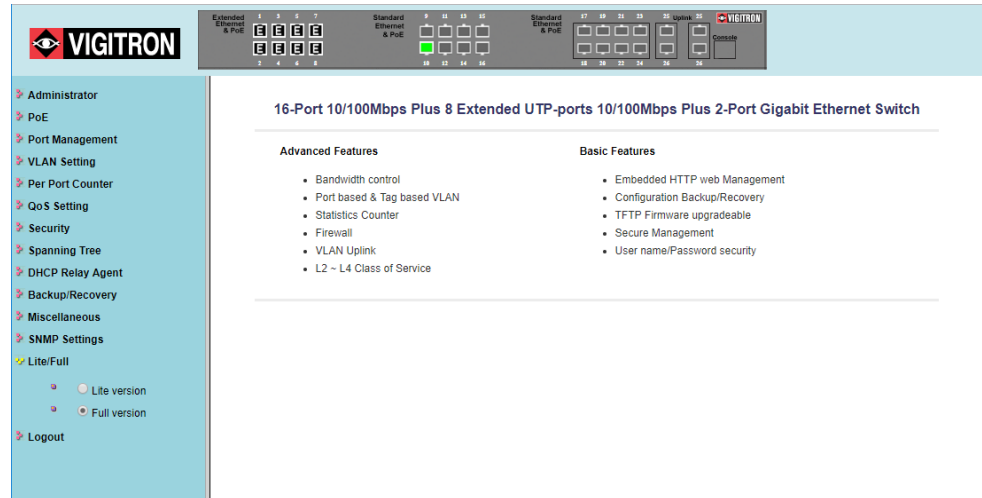 VIGITRON
Extended Ethernet & PoE
1 3 5 7
2 4 6 8
Standard Ethernet & PoE
9 11 13 15
10 12 14 16
Standard Ethernet & PoE
17 19 21 23
18 20 22 24
25 Uplink 25
26 26
VIGITRON
Console
Administrator
PoE
Port Management
VLAN Setting
Per Port Counter
QoS Setting
Security
Spanning Tree
DHCP Relay Agent
Backup/Recovery
Miscellaneous
SNMP Settings
Lite/Full
Lite version
Full version
Logout
16-Port 10/100Mbps Plus 8 Extended UTP-ports 10/100Mbps Plus 2-Port Gigabit Ethernet Switch
Advanced Features
Bandwidth control
Port based & Tag based VLAN
Statistics Counter
Firewall
VLAN Uplink
L2 ~ L4 Class of Service
Basic Features
Embedded HTTP web Management
Configuration Backup/Recovery
TFTP Firmware upgradeable
Secure Management
User name/Password security